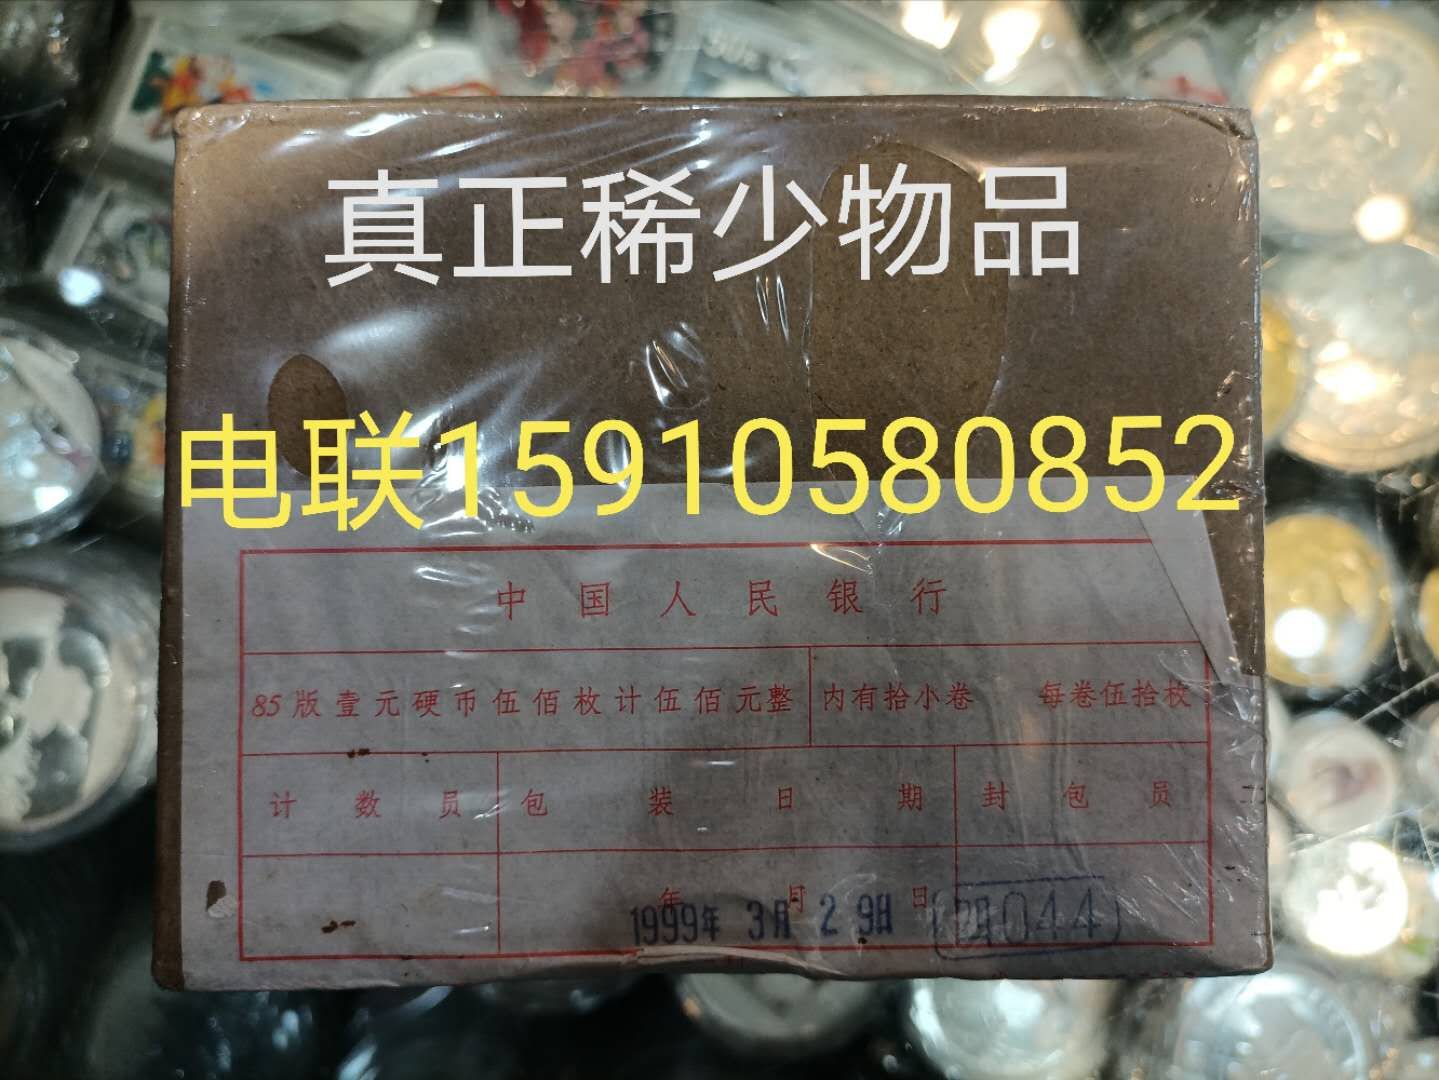 真正稀少物品
电联15910580852
中国人民银行
85版壹元硬币伍佰枚计伍佰元整 内有拾小卷 每卷伍拾枚
计数员 包装日期 封包员
年 月 日
1999年 3月 29日 044